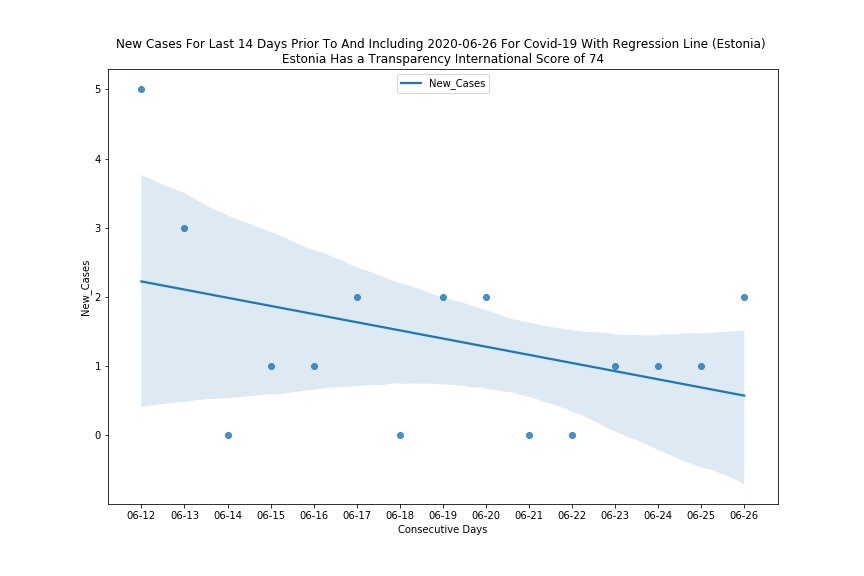 New Cases For Last 14 Days Prior To And Including 2020-06-26 For Covid-19 With Regression Line (Estonia)
Estonia Has a Transparency International Score of 74
New_Cases
5
4
3
2
1
0
New_Cases
06-12 06-13 06-14 06-15 06-16 06-17 06-18 06-19 06-20 06-21 06-22 06-23 06-24 06-25 06-26
Consecutive Days